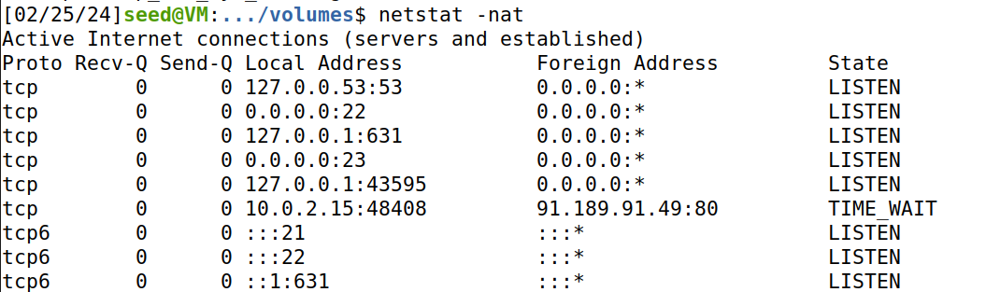 [02/25/24]seed@VM:.../volumes$ netstat -nat
Active Internet connections (servers and established)
Proto Recv-Q Send-Q Local Address           Foreign Address         State
tcp        0      0 127.0.0.53:53           0.0.0.0:*               LISTEN
tcp        0      0 0.0.0.0:22              0.0.0.0:*               LISTEN
tcp        0      0 127.0.0.1:631           0.0.0.0:*               LISTEN
tcp        0      0 0.0.0.0:23              0.0.0.0:*               LISTEN
tcp        0      0 127.0.0.1:43595         0.0.0.0:*               LISTEN
tcp        0      0 10.0.2.15:48408         91.189.91.49:80         TIME_WAIT
tcp6       0      0 :::21                   :::*                    LISTEN
tcp6       0      0 :::22                   :::*                    LISTEN
tcp6       0      0 ::1:631                 :::*                    LISTEN